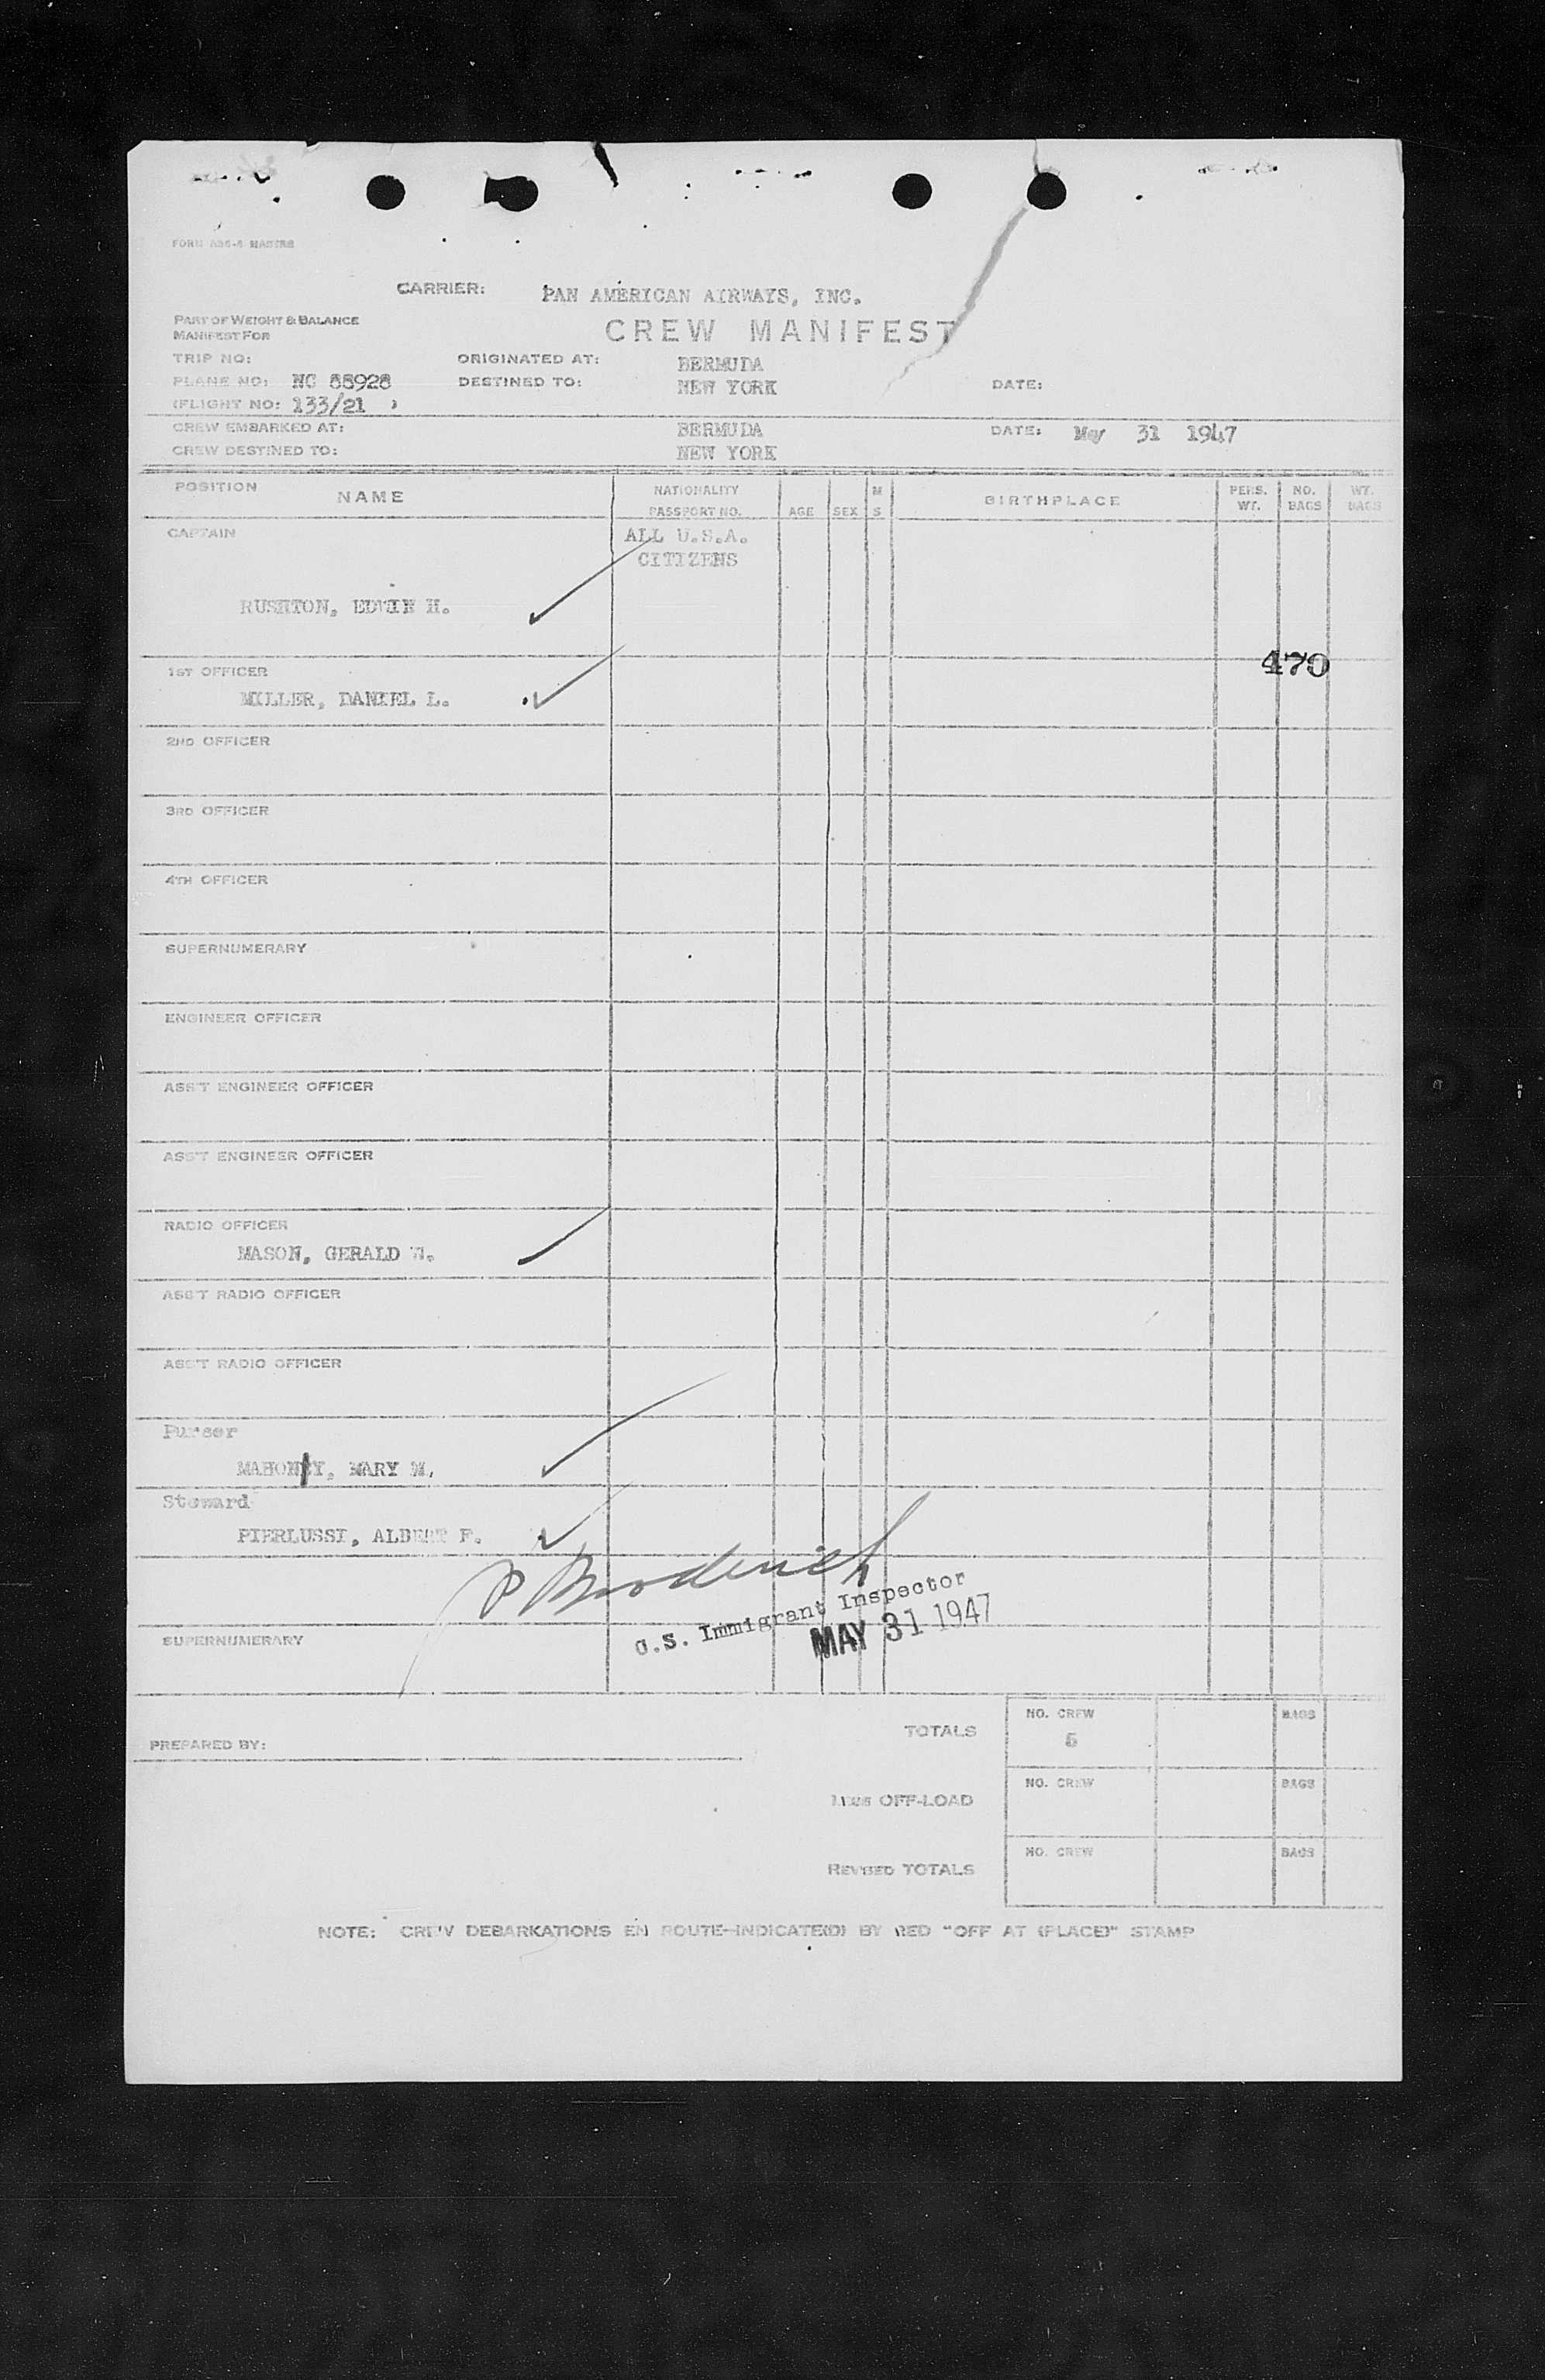 CARRIER: PAN AMERICAN AIRWAYS, INC.
PART OF WEIGHT & BALANCE
MANIFEST FOR
CREW MANIFEST
TRIP NO: ORIGINATED AT: BERMUDA
PLANE NO: NC 88928 DESTINED TO: NEW YORK DATE:
(FLIGHT NO: 133/21 )
CREW EMBARKED AT: BERMUDA DATE: May 31 1947
CREW DESTINED TO: NEW YORK
POSITION NAME NATIONALITY PASSPORT NO. AGE SEX M S BIRTHPLACE PERS. WT. NO. BAGS WT. BAGS
CAPTAIN ALL U.S.A.
CITIZENS
RUSHTON, EDWIN H.
470
1ST OFFICER
MILLER, DANIEL L.
2ND OFFICER
3RD OFFICER
4TH OFFICER
SUPERNUMERARY
ENGINEER OFFICER
ASS'T ENGINEER OFFICER
ASS'T ENGINEER OFFICER
RADIO OFFICER
MASON, GERALD W.
ASS'T RADIO OFFICER
ASS'T RADIO OFFICER
Purser
MAHONEY, MARY M.
Steward
PIERLUSSI, ALBERT F.
P Broderick
U.S. Immigrant Inspector
MAY 31 1947
SUPERNUMERARY
NO. CREW BAGS
TOTALS 5
PREPARED BY:
NO. CREW BAGS
LESS OFF-LOAD
NO. CREW BAGS
REVISED TOTALS
NOTE: CREW DEBARKATIONS EN ROUTE—INDICATE(D) BY RED "OFF AT (PLACE)" STAMP